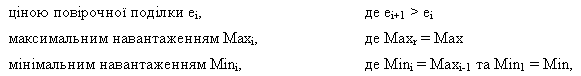 ціною повірочної поділки eᵢ, де eᵢ₊₁ > eᵢ
максимальним навантаженням Maxᵢ, де Maxᵣ = Max
мінімальним навантаженням Minᵢ, де Minᵢ = Maxᵢ₋₁ та Min₁ = Min,